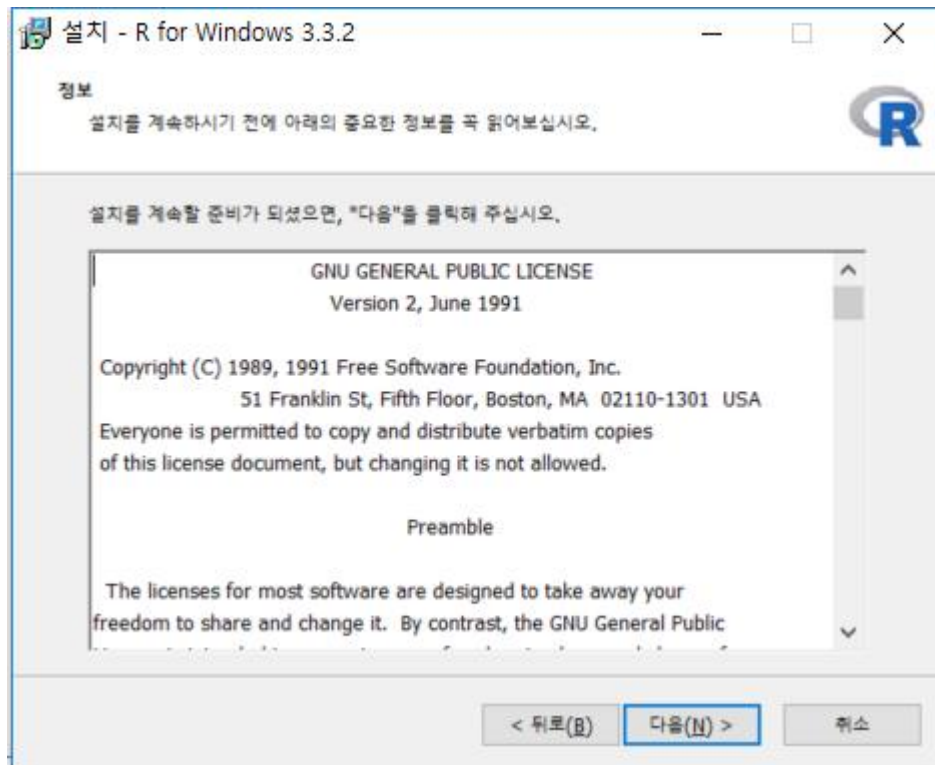 설치 - R for Windows 3.3.2
정보
설치를 계속하시기 전에 아래의 중요한 정보를 꼭 읽어보십시오.
R
설치를 계속할 준비가 되셨으면, "다음"을 클릭해 주십시오.
GNU GENERAL PUBLIC LICENSE
Version 2, June 1991
Copyright (C) 1989, 1991 Free Software Foundation, Inc.
51 Franklin St, Fifth Floor, Boston, MA  02110-1301  USA
Everyone is permitted to copy and distribute verbatim copies
of this license document, but changing it is not allowed.
Preamble
The licenses for most software are designed to take away your
freedom to share and change it.  By contrast, the GNU General Public
< 뒤로(B) 다음(N) > 취소